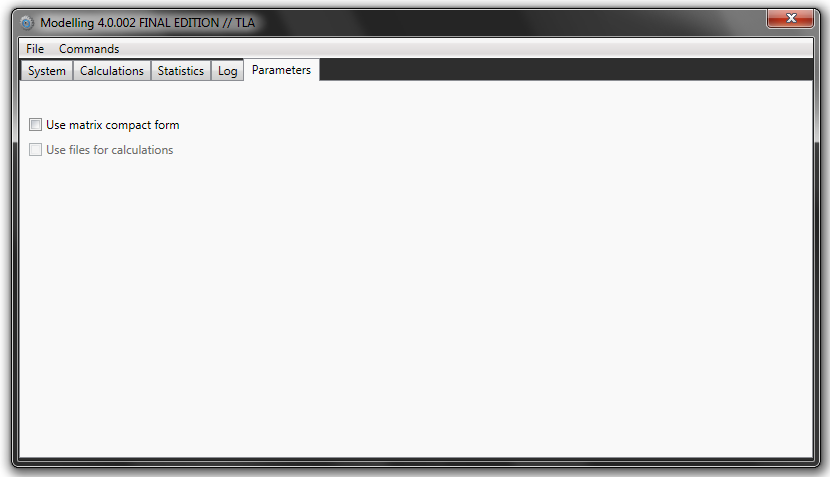 Modelling 4.0.002 FINAL EDITION // TLA
File Commands
System Calculations Statistics Log Parameters
Use matrix compact form
Use files for calculations